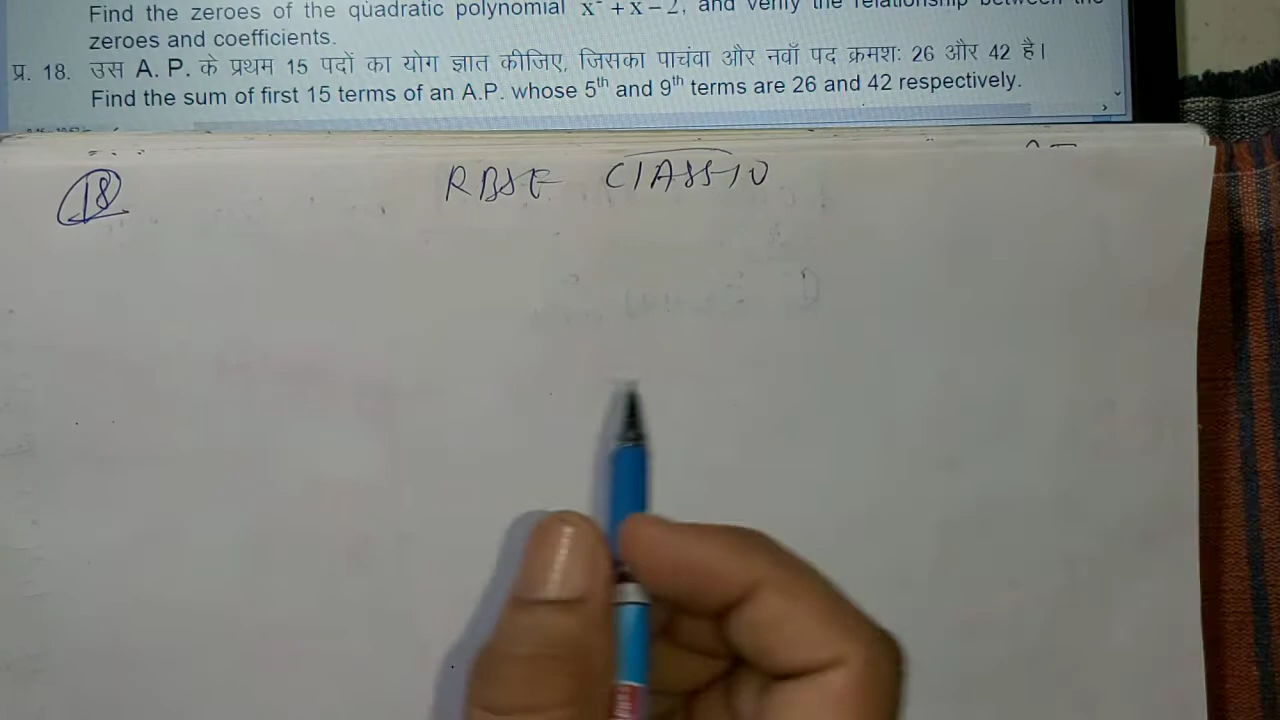 Find the zeroes of the quadratic polynomial x² + x – 2, and verify the relationship between the
zeroes and coefficients.
प्र. 18. उस A. P. के प्रथम 15 पदों का योग ज्ञात कीजिए, जिसका पाचंवा और नवॉं पद क्रमशः 26 और 42 है।
Find the sum of first 15 terms of an A.P. whose 5th and 9th terms are 26 and 42 respectively.
18 RBSE ClASS-10